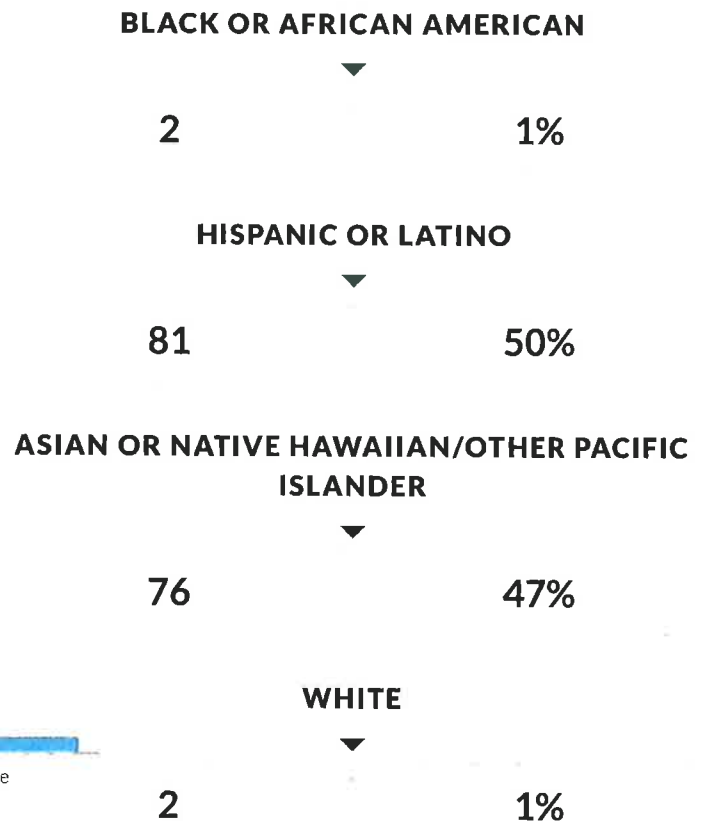 BLACK OR AFRICAN AMERICAN
2 1%
HISPANIC OR LATINO
81 50%
ASIAN OR NATIVE HAWAIIAN/OTHER PACIFIC
ISLANDER
76 47%
WHITE
e
2 1%